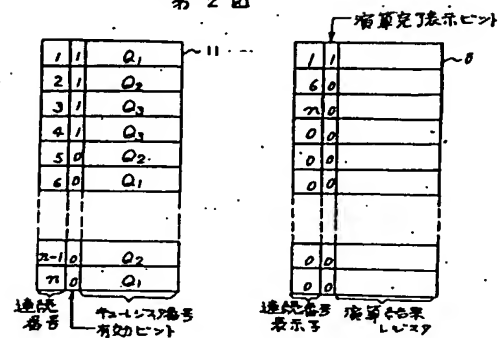 第2図
演算完了表示ビット
11
8
1 1 Q1
2 1 Q2
3 1 Q3
4 1 Q3
5 0 Q2
6 0 Q1
n-1 0 Q2
n 0 Q1
1 1
6 0
n 0
0 0
0 0
0 0
0 0
0 0
連続番号
有効ビット
キューレジスタ番号
連続番号表示子
演算結果レジスタ